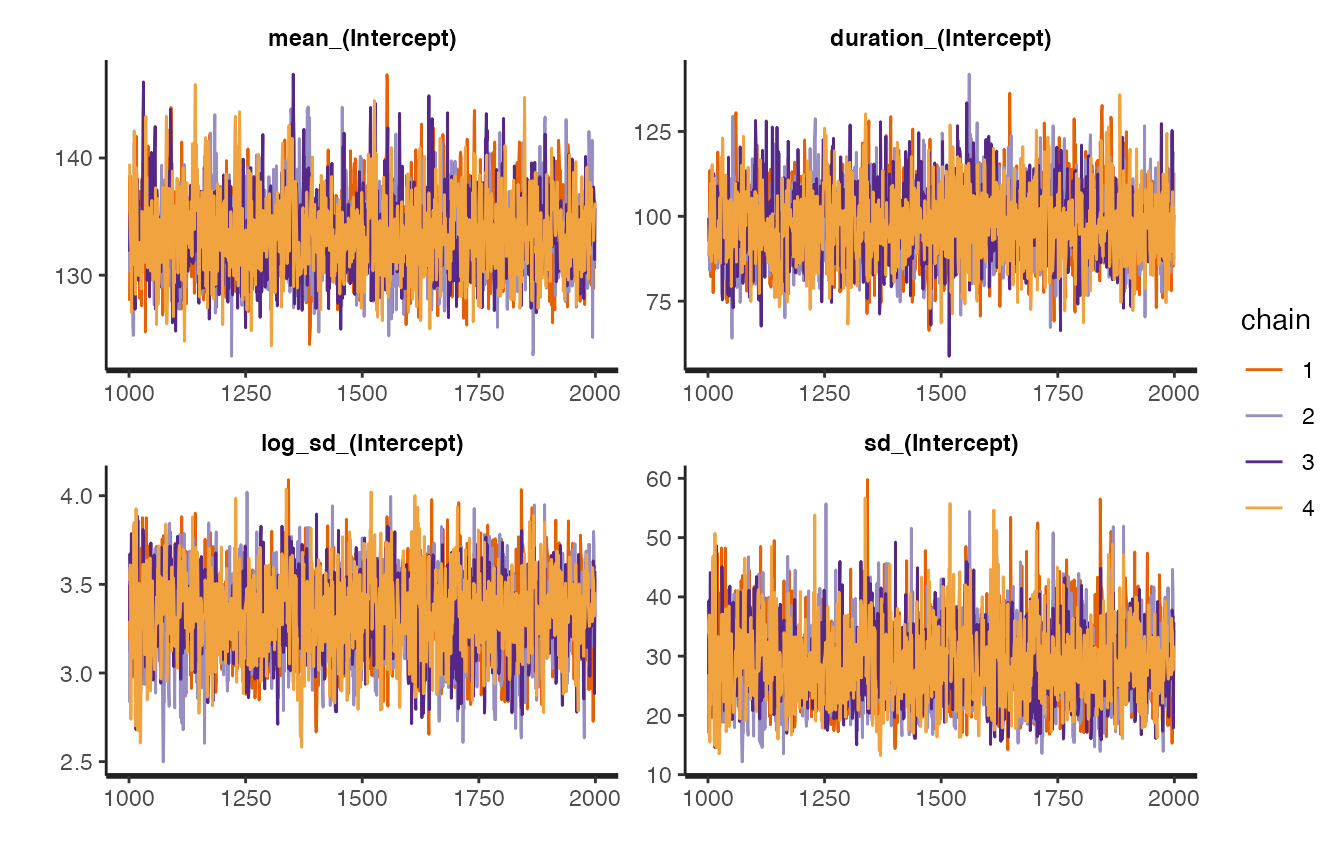 mean_(Intercept)
140
130
1000 1250 1500 1750 2000
duration_(Intercept)
125
100
75
1000 1250 1500 1750 2000
log_sd_(Intercept)
4.0
3.5
3.0
2.5
1000 1250 1500 1750 2000
sd_(Intercept)
60
50
40
30
20
10
1000 1250 1500 1750 2000
chain
1
2
3
4